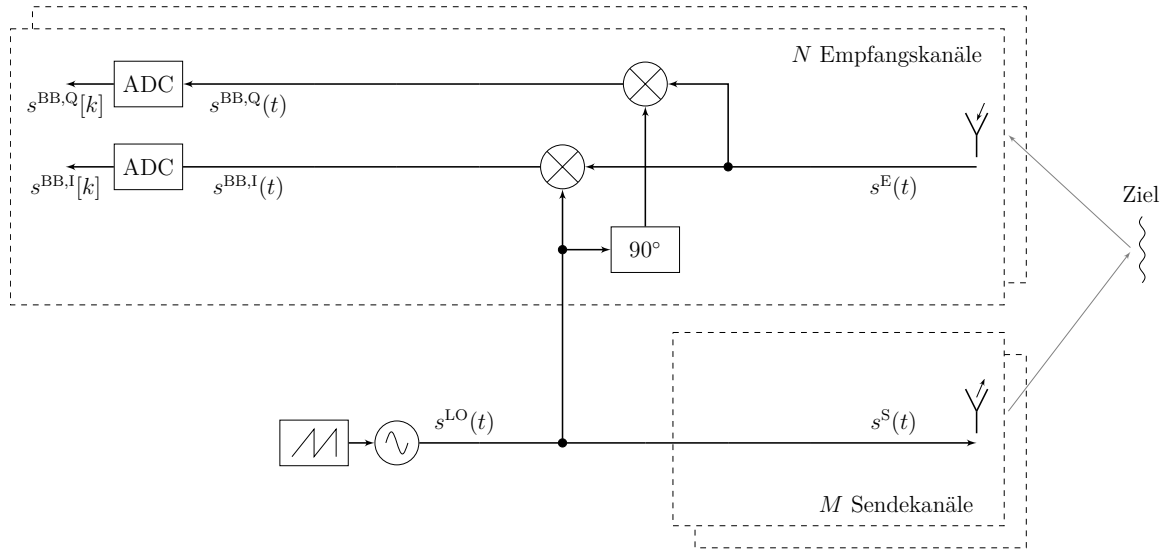 N Empfangskanäle
ADC
s^{BB,Q}[k]
s^{BB,Q}(t)
ADC
s^{BB,I}[k]
s^{BB,I}(t)
s^E(t)
Ziel
90°
s^{LO}(t)
s^S(t)
M Sendekanäle